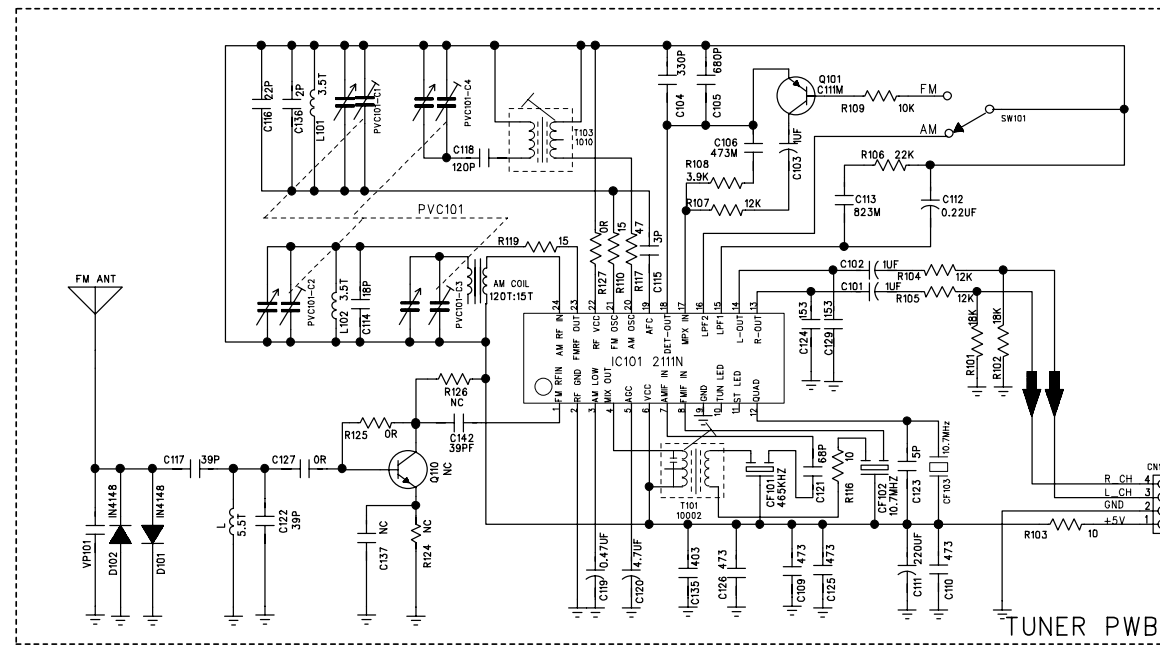 C116
22P
C136
2P
L101
3.5T
PVC101-C1
PVC101-C4
C118
120P
T103
1010
330P
C104
680P
C105
Q101
C111M
R109
10K
FM
AM
SW101
C106
473M
C103
1UF
R108
3.9K
R107
12K
R106 22K
C113
823M
C112
0.22UF
PVC101
R119
15
0R
R127
15
R110
47
R117
3P
C115
C102
1UF
R104
12K
C101
1UF
R105
12K
FM ANT
PVC101-C2
L102
3.5T
C114
18P
PVC101-C3
AM COIL
120T:15T
24
23
22
21
20
19
18
17
16
15
14
13
AM RF IN
FMRF OUT
RF VCC
FM OSC
AM OSC
AFC
DET-OUT
MPX IN
LPF2
LPF1
L-OUT
R-OUT
IC101 2111N
FM RFIN
RF GND
AM LOW
MIX OUT
AGC
VCC
AMIF IN
FMIF IN
GND
TUN LED
ST LED
QUAD
1
2
3
4
5
6
7
8
9
10
11
12
C124
153
C129
153
R101
18K
R102
18K
R126
NC
R125
0R
C142
39PF
C117
39P
C127
0R
Q110
NC
L
5.5T
C122
39P
VP101
D102
IN4148
D101
IN4148
C137
NC
R124
NC
T101
10002
CF101
465KHZ
C121
68P
R116
10
CF102
10.7MHZ
C123
5P
CF103
10.7MHz
C119
0.47UF
C120
4.7UF
C135
403
C126
473
C109
473
C125
473
C111
220UF
C110
473
R103
10
CN1
R_CH 4
L_CH 3
GND 2
+5V 1
TUNER PWB